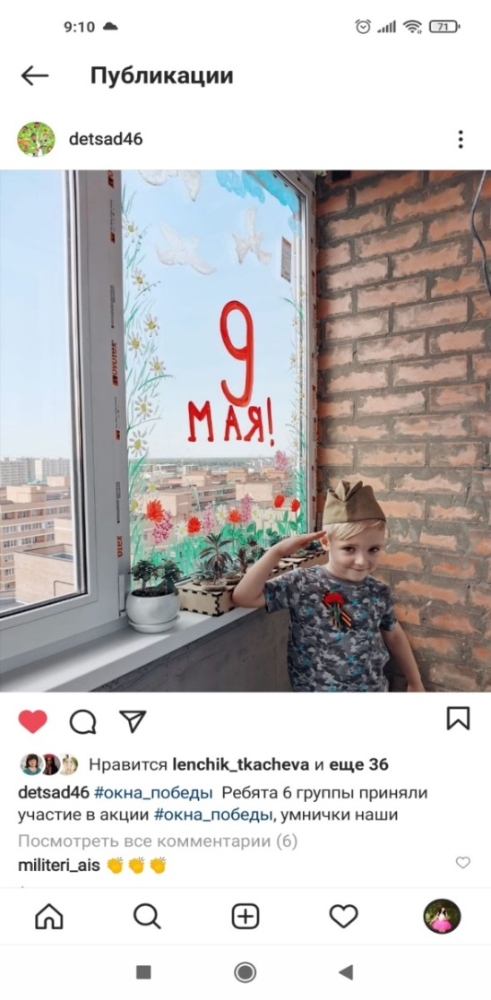 9:10
71
Публикации
detsad46
9
МАЯ!
Нравится lenchik_tkacheva и еще 36
detsad46 #окна_победы Ребята 6 группы приняли
участие в акции #окна_победы, умнички наши
Посмотреть все комментарии (6)
militeri_ais 👏👏👏